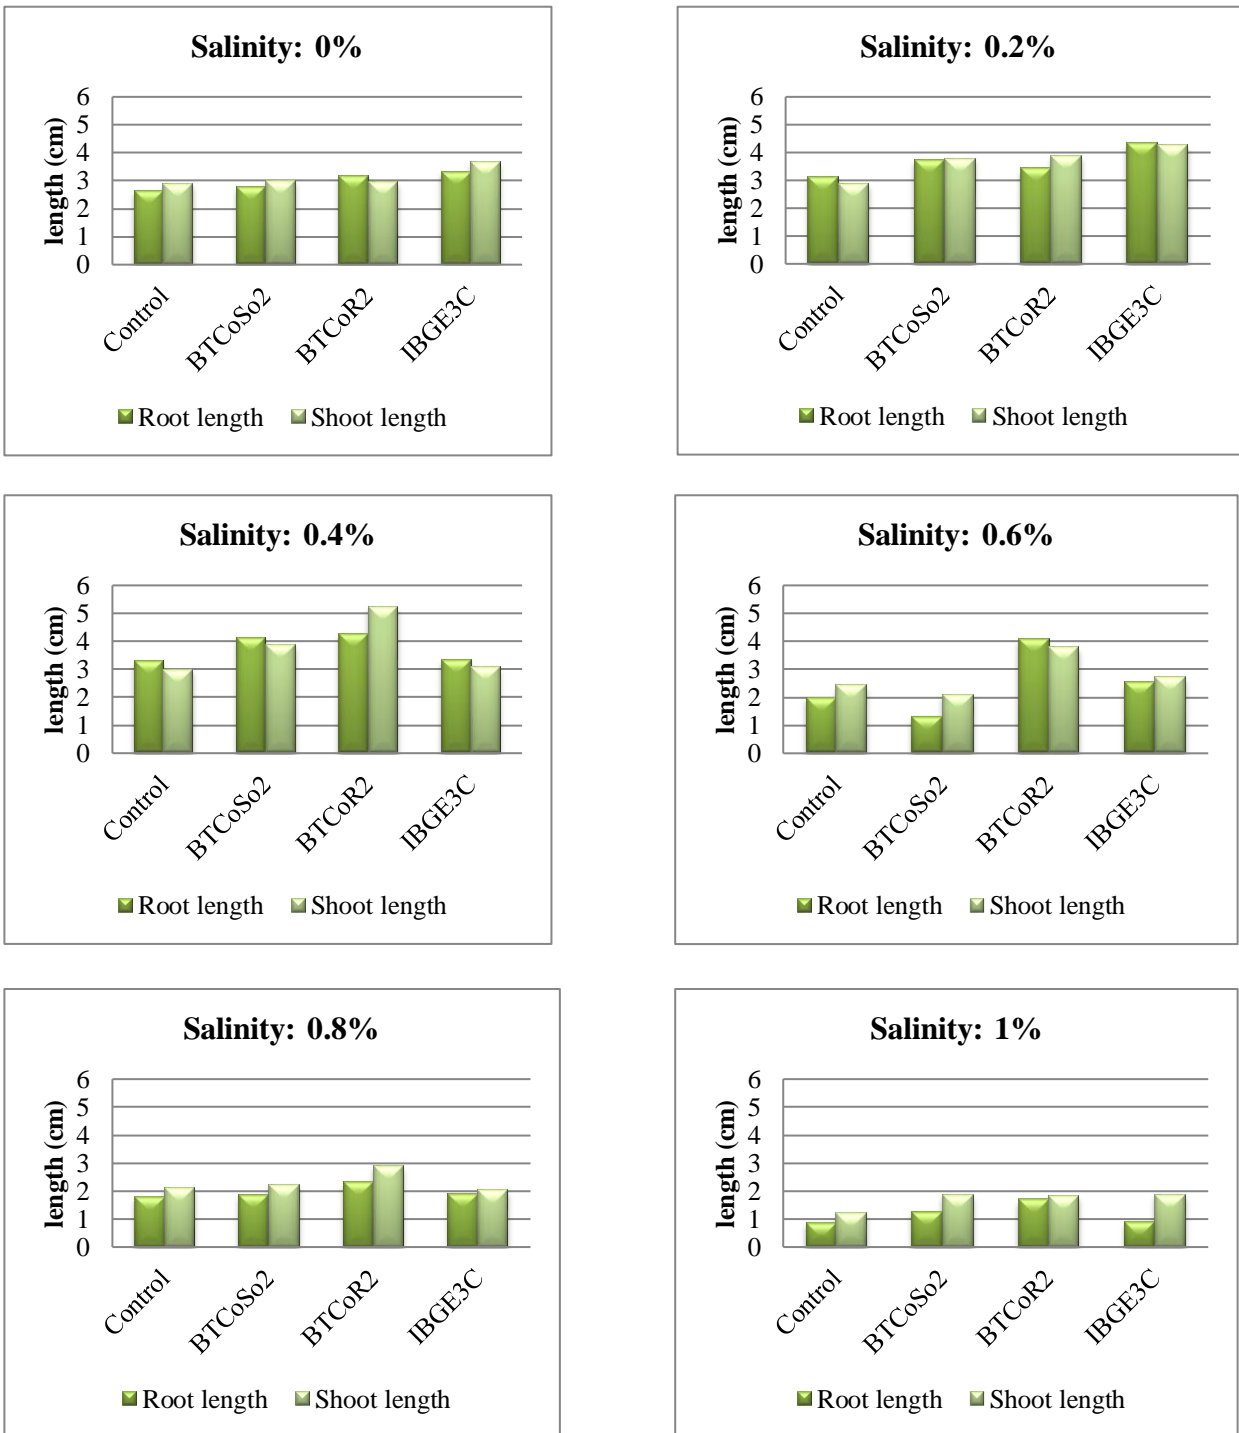 Salinity: 0%
length (cm)
6
5
4
3
2
1
0
Control
BTCoSo2
BTCoR2
IBGE3C
Root length Shoot length
Salinity: 0.2%
length (cm)
6
5
4
3
2
1
0
Control
BTCoSo2
BTCoR2
IBGE3C
Root length Shoot length
Salinity: 0.4%
length (cm)
6
5
4
3
2
1
0
Control
BTCoSo2
BTCoR2
IBGE3C
Root length Shoot length
Salinity: 0.6%
length (cm)
6
5
4
3
2
1
0
Control
BTCoSo2
BTCoR2
IBGE3C
Root length Shoot length
Salinity: 0.8%
length (cm)
6
5
4
3
2
1
0
Control
BTCoSo2
BTCoR2
IBGE3C
Root length Shoot length
Salinity: 1%
length (cm)
6
5
4
3
2
1
0
Control
BTCoSo2
BTCoR2
IBGE3C
Root length Shoot length